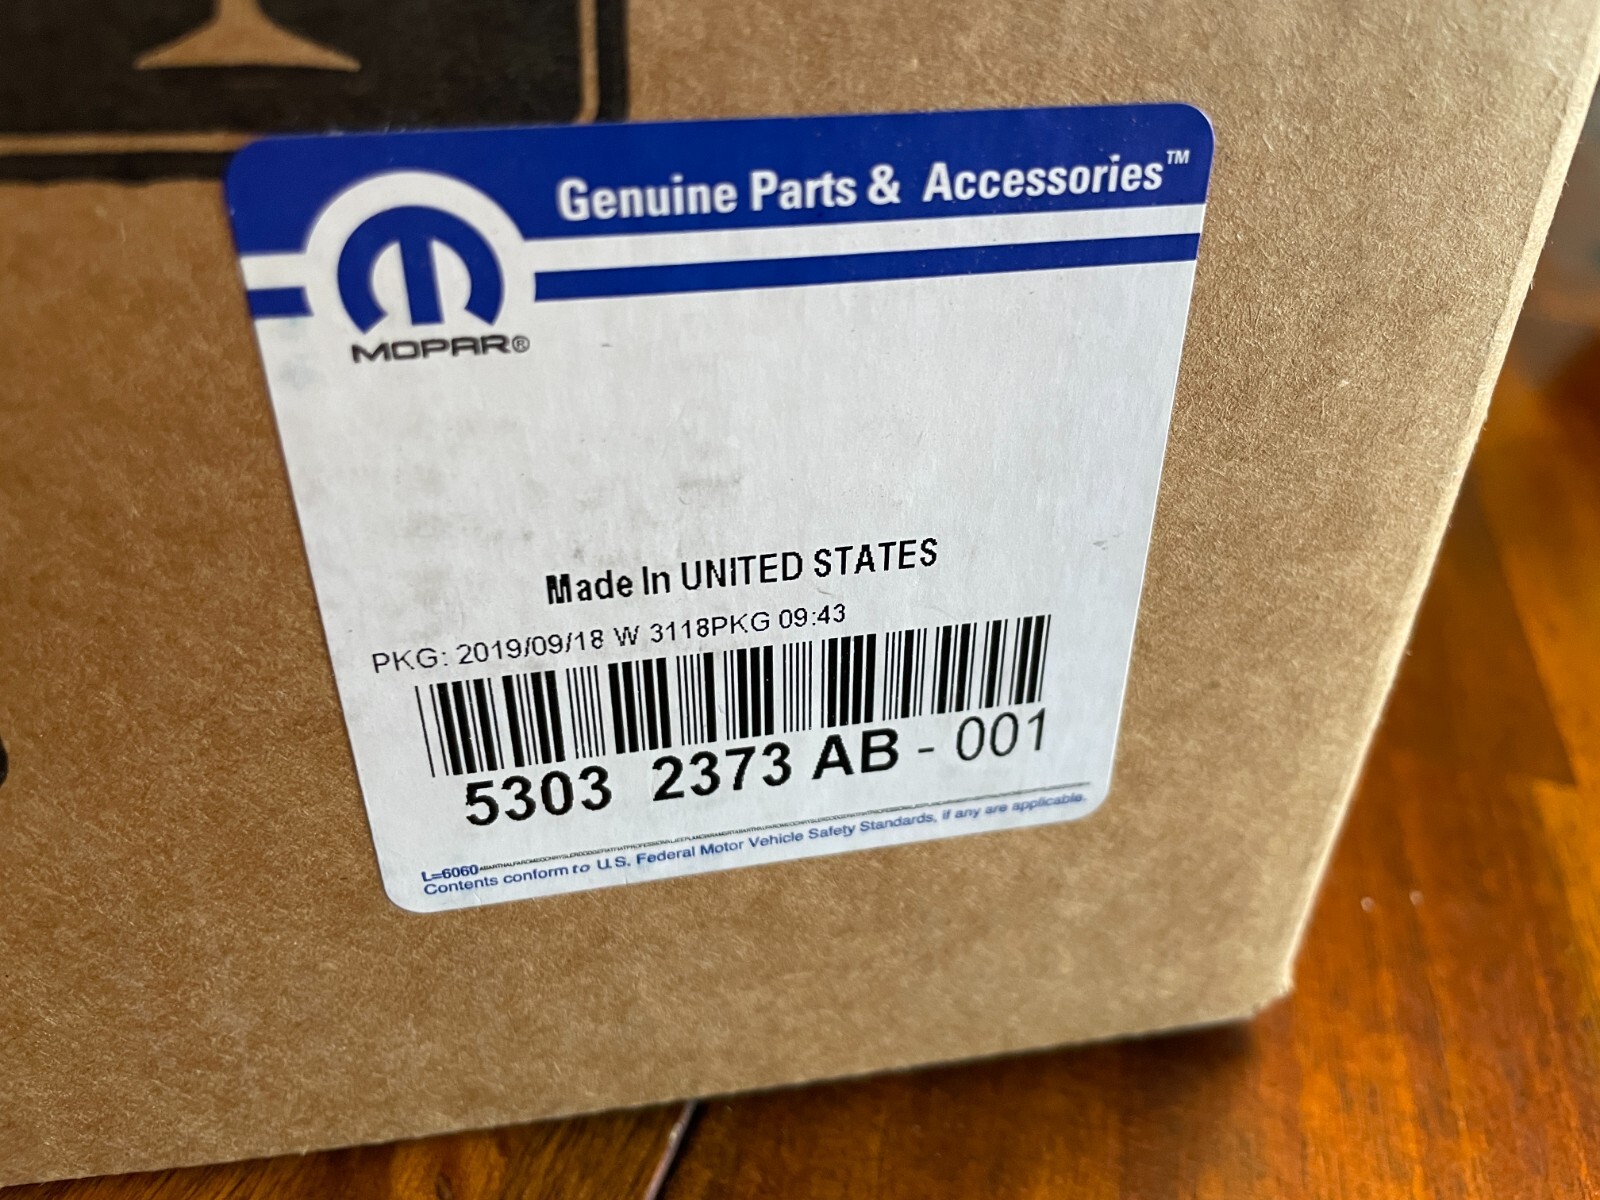 Genuine Parts & Accessories™
MOPAR®
Made In UNITED STATES
PKG: 2019/09/18 W 3118PKG 09:43
5303 2373 AB - 001
L=6060
Contents conform to U.S. Federal Motor Vehicle Safety Standards, if any are applicable.